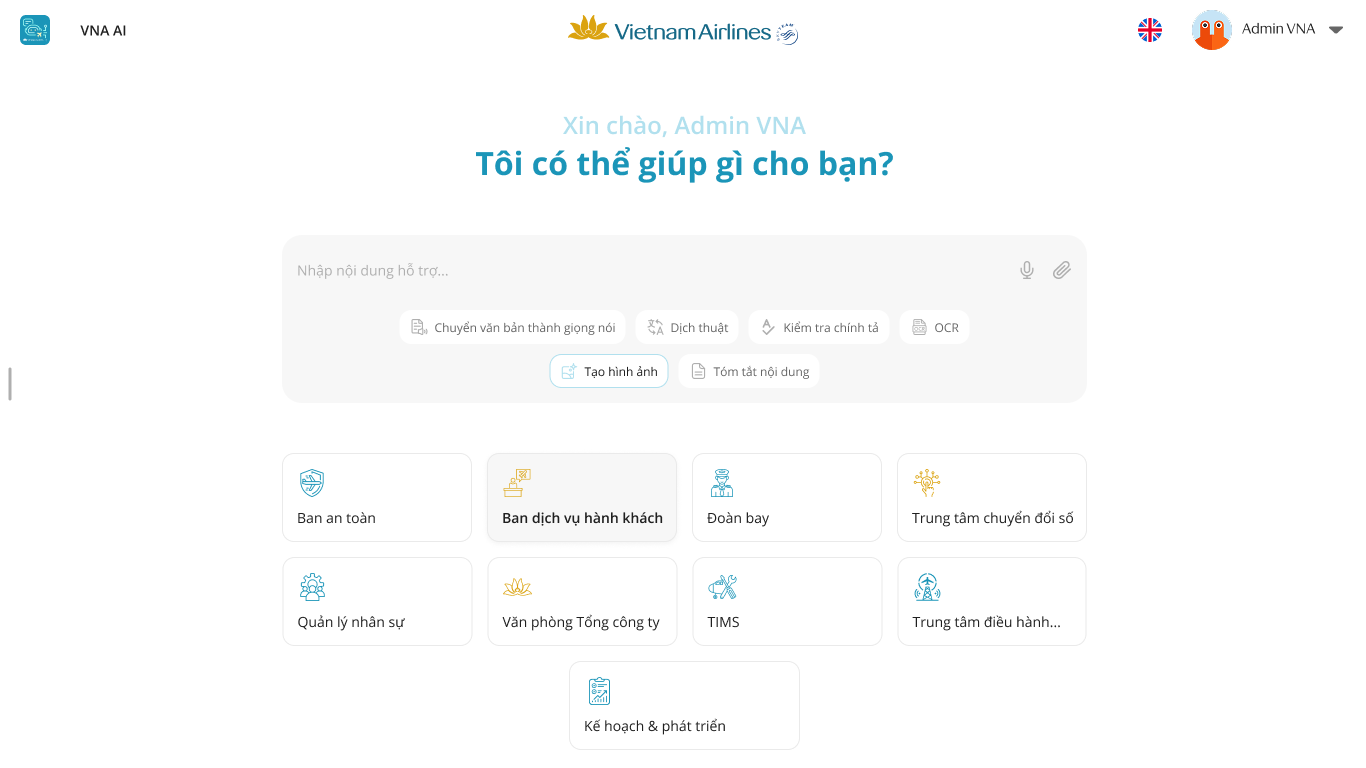 VNA AI
Vietnam Airlines
Admin VNA
Xin chào, Admin VNA
Tôi có thể giúp gì cho bạn?
Nhập nội dung hỗ trợ...
Chuyển văn bản thành giọng nói
Dịch thuật
Kiểm tra chính tả
OCR
Tạo hình ảnh
Tóm tắt nội dung
Ban an toàn
Ban dịch vụ hành khách
Đoàn bay
Trung tâm chuyển đổi số
Quản lý nhân sự
Văn phòng Tổng công ty
TIMS
Trung tâm điều hành...
Kế hoạch & phát triển